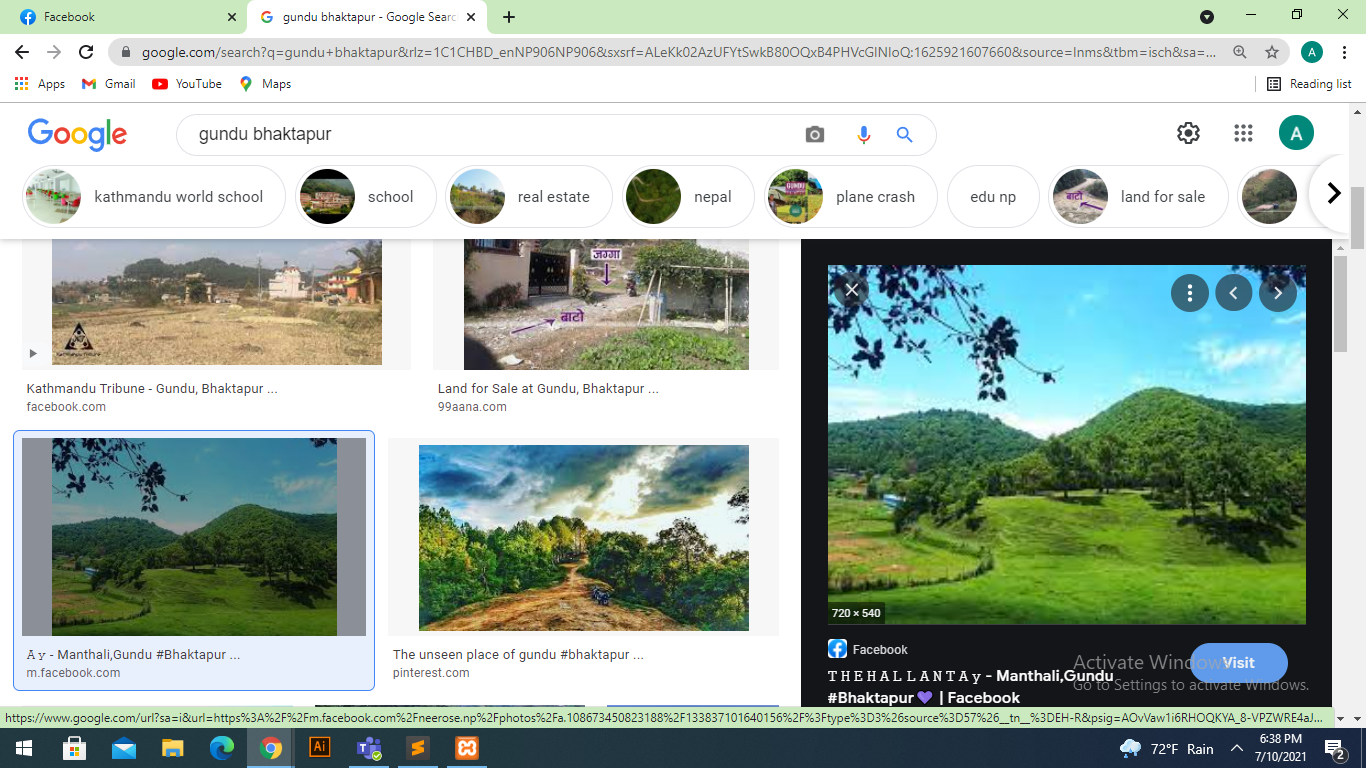 Facebook
gundu bhaktapur - Google Searc
google.com/search?q=gundu+bhaktapur&rlz=1C1CHBD_enNP906NP906&sxsrf=ALeKk02AzUFYtSwkB80OQxB4PHVcGlNIoQ:1625921607660&source=lnms&tbm=isch&sa=...
A
Apps
Gmail
YouTube
Maps
Reading list
Google
gundu bhaktapur
A
kathmandu world school
school
real estate
GUNDU
nepal
plane crash
edu np
बाटो
land for sale
जग्गा
बाटो
Kathmandu Tribune
Kathmandu Tribune - Gundu, Bhaktapur ...
facebook.com
Land for Sale at Gundu, Bhaktapur ...
99aana.com
A y - Manthali,Gundu #Bhaktapur ...
m.facebook.com
The unseen place of gundu #bhaktapur ...
pinterest.com
720 × 540
Facebook
T H E H A L L A N T A y - Manthali,Gundu
#Bhaktapur 💜 | Facebook
Visit
Activate Windows
Go to Settings to activate Windows.
https://www.google.com/url?sa=i&url=https%3A%2F%2Fm.facebook.com%2Fneerose.np%2Fphotos%2Fa.108673450823188%2F133837101640156%2F%3Ftype%3D3%26source%3D57%26__tn__%3DEH-R&psig=AOvVaw1i6RHOQKYA_8-VPZWRE4aJ...
Ai
72°F Rain
6:38 PM
7/10/2021
2